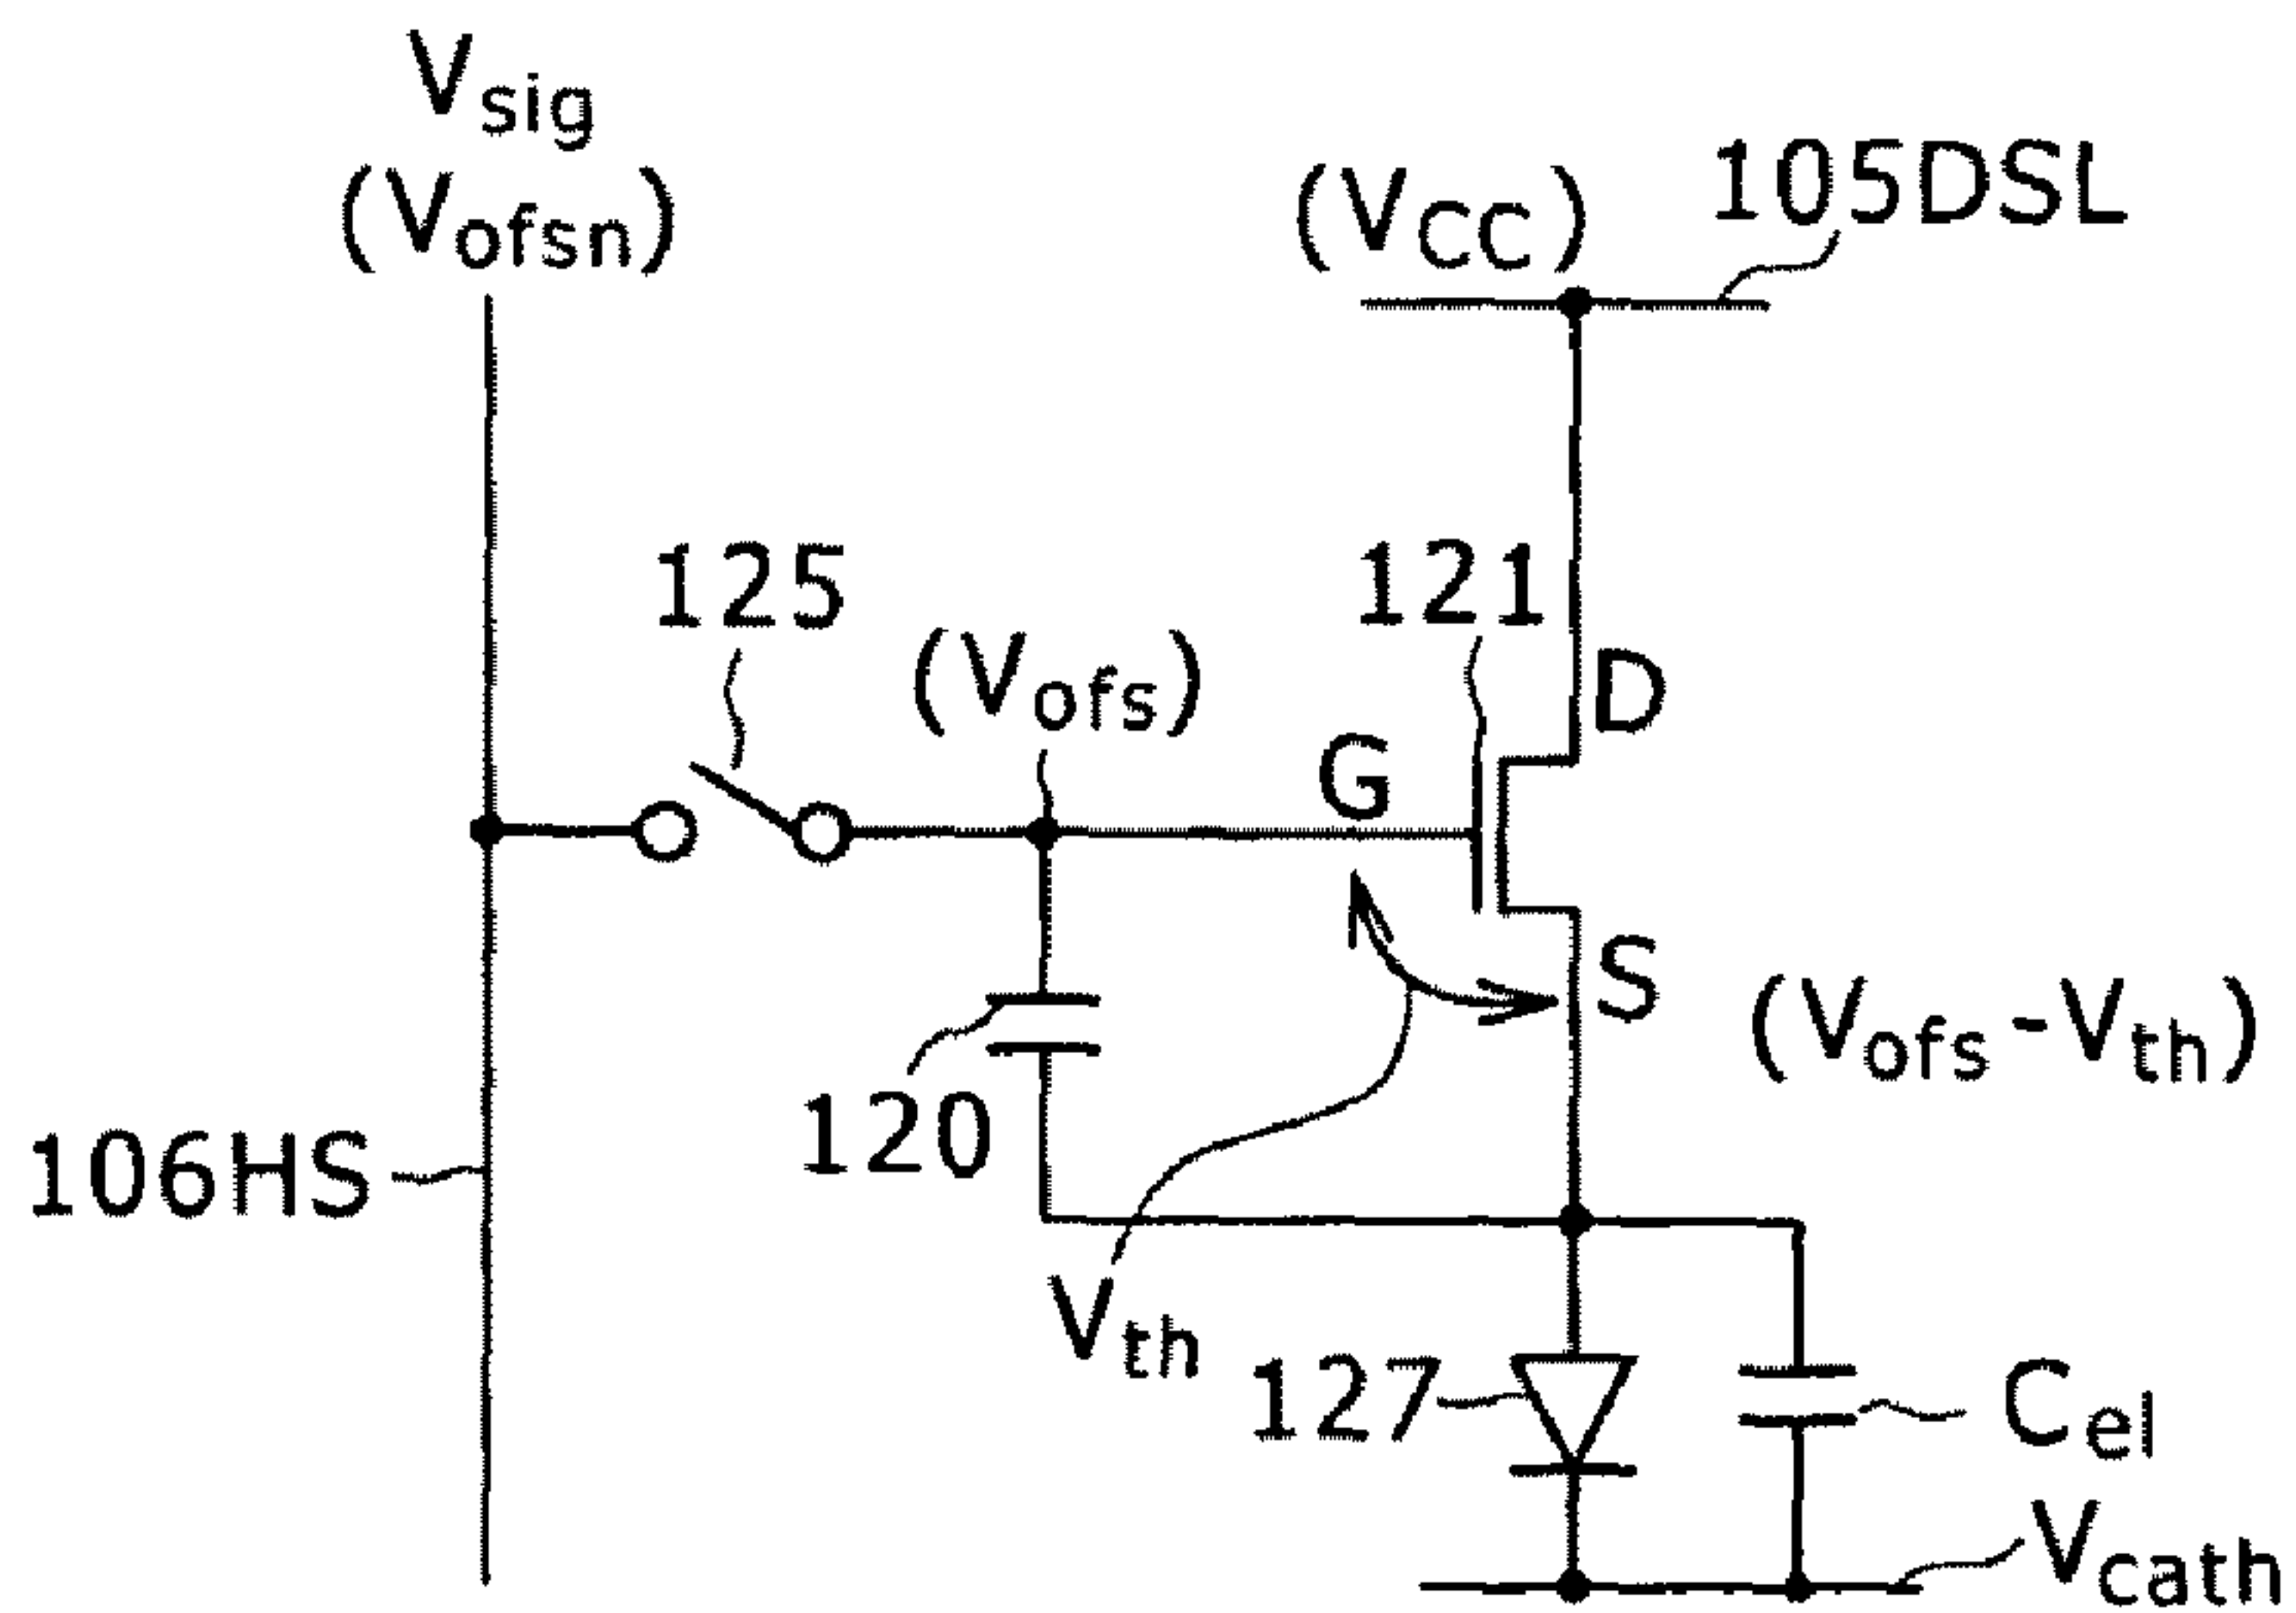 Vsig
(Vofsn)
(VCC)
105DSL
125
(Vofs)
121
D
G
S
(Vofs-Vth)
120
106HS
Vth
127
Cel
Vcath